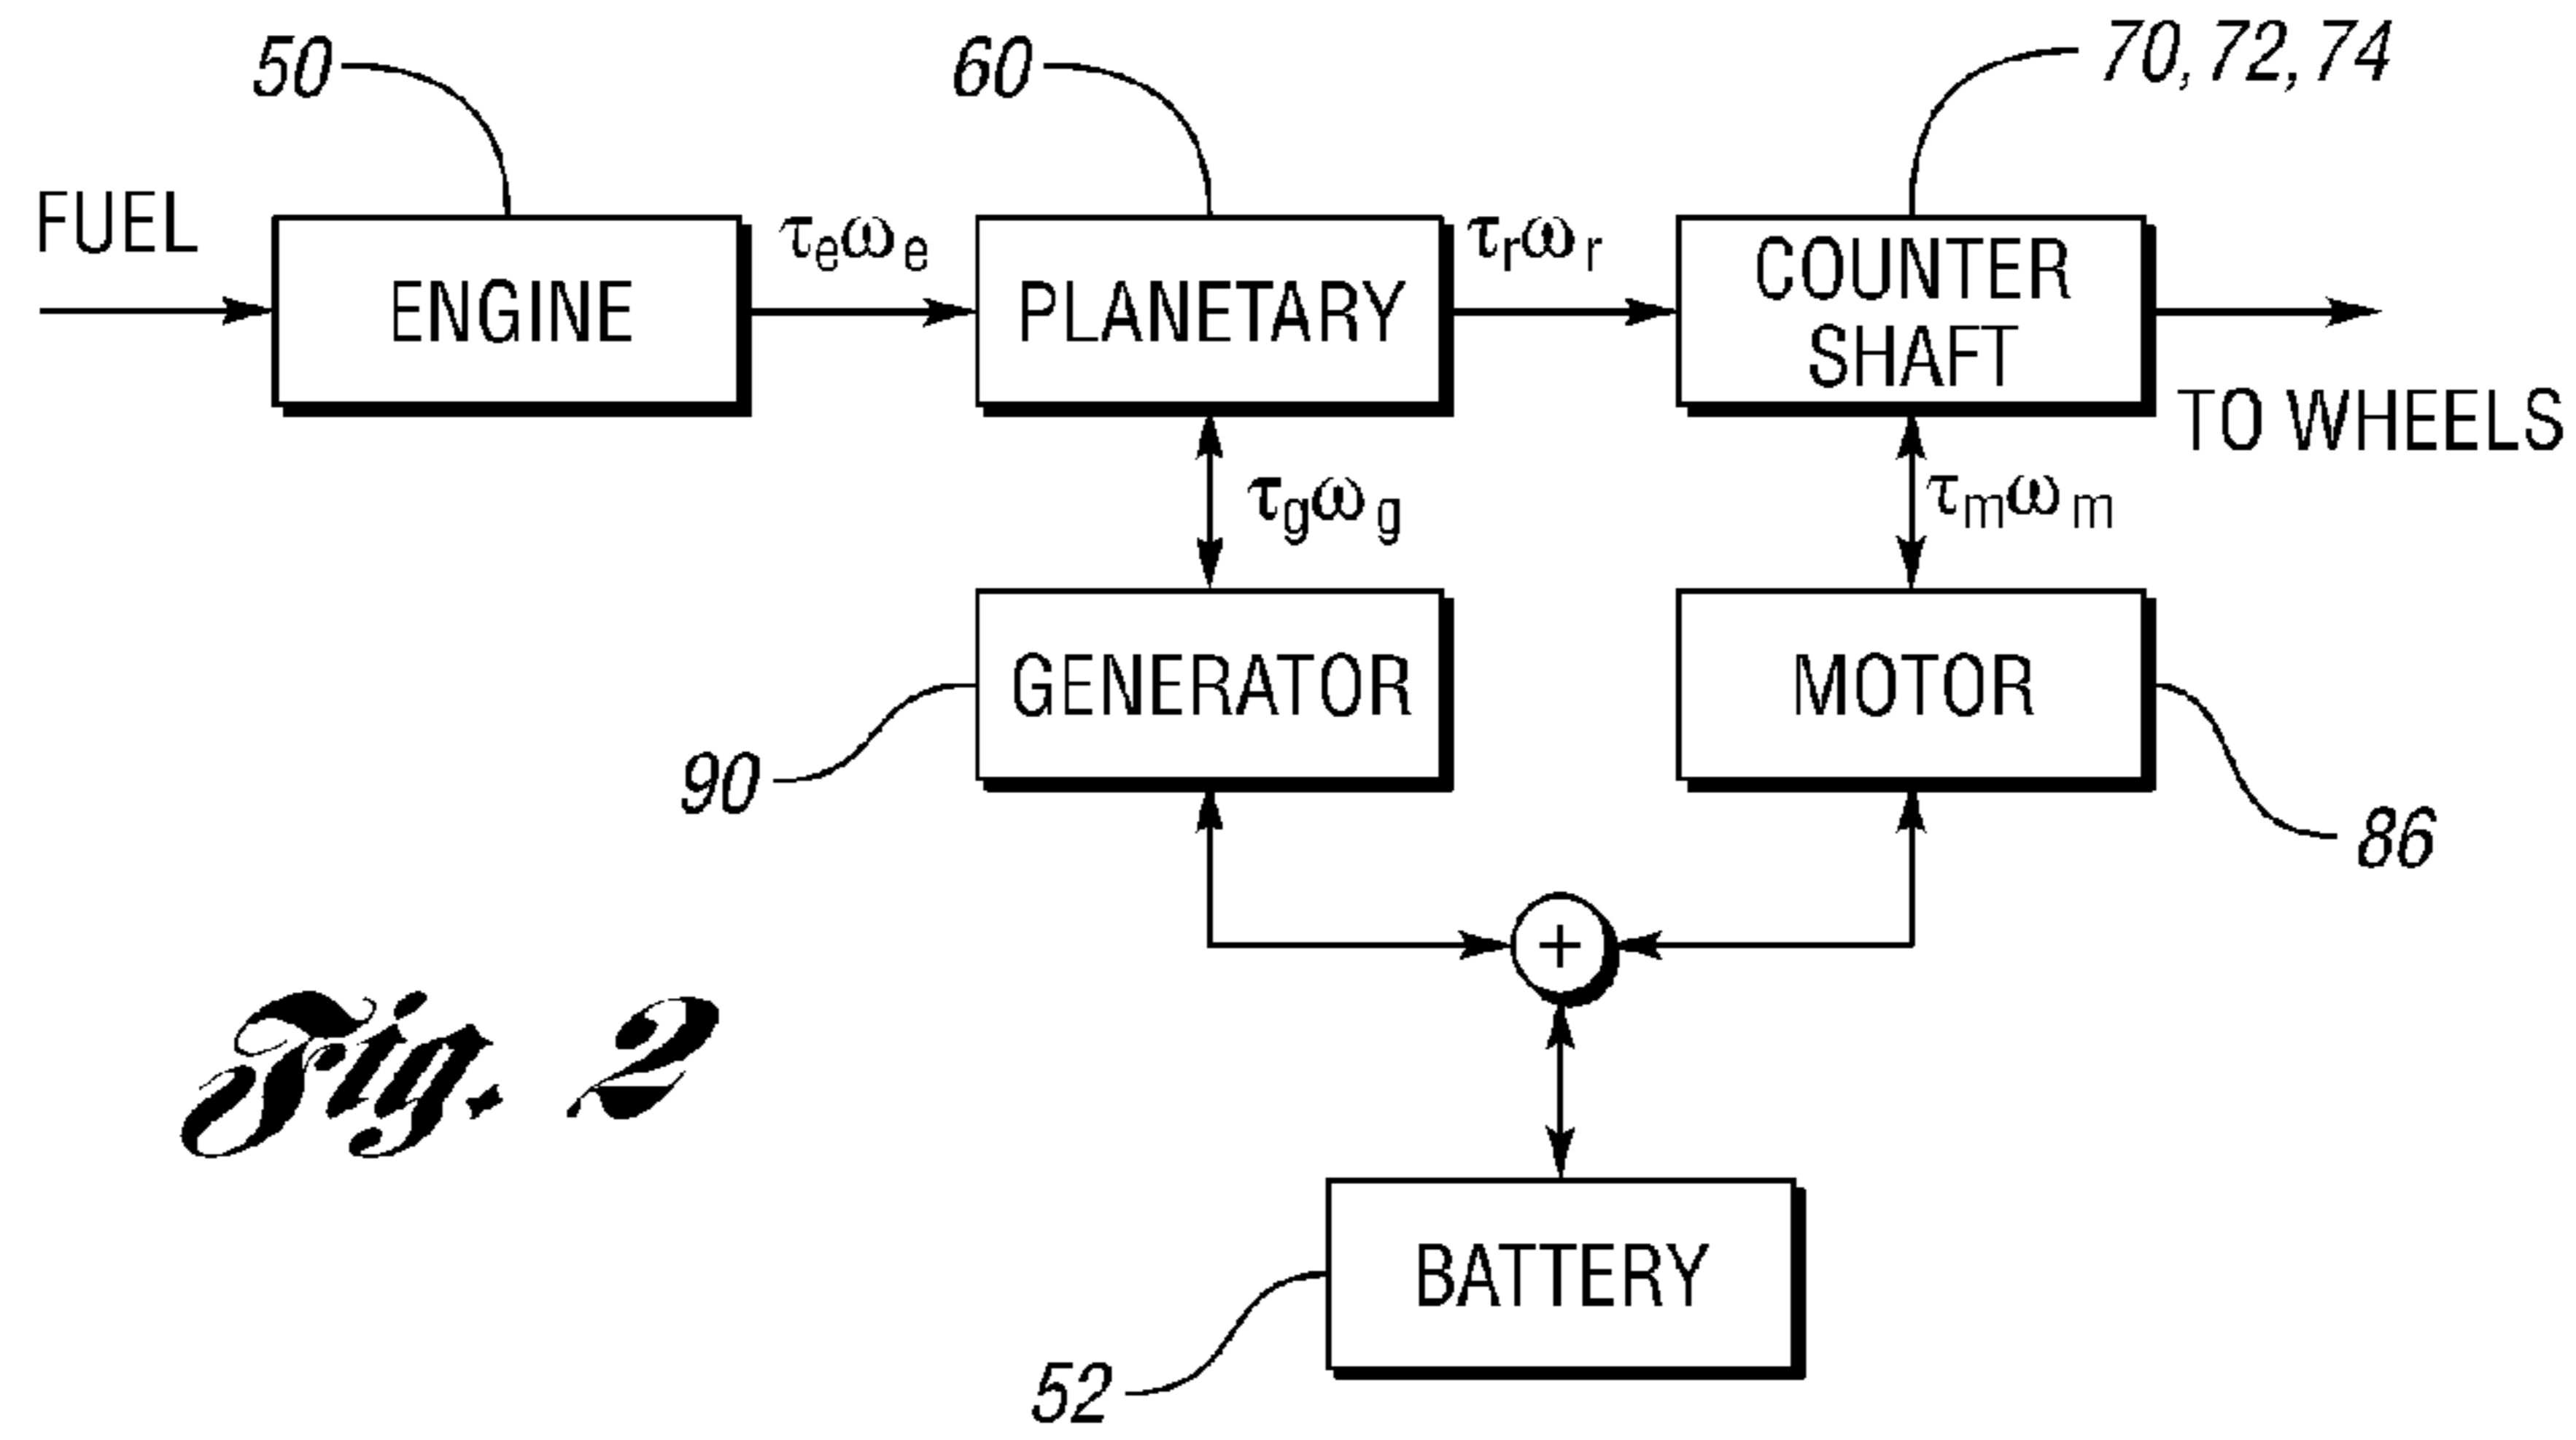 50
60
70, 72, 74
FUEL
τeωe
τrωr
ENGINE
PLANETARY
COUNTER
SHAFT
TO WHEELS
τgωg
τmωm
GENERATOR
MOTOR
90
86
+
Fig. 2
BATTERY
52